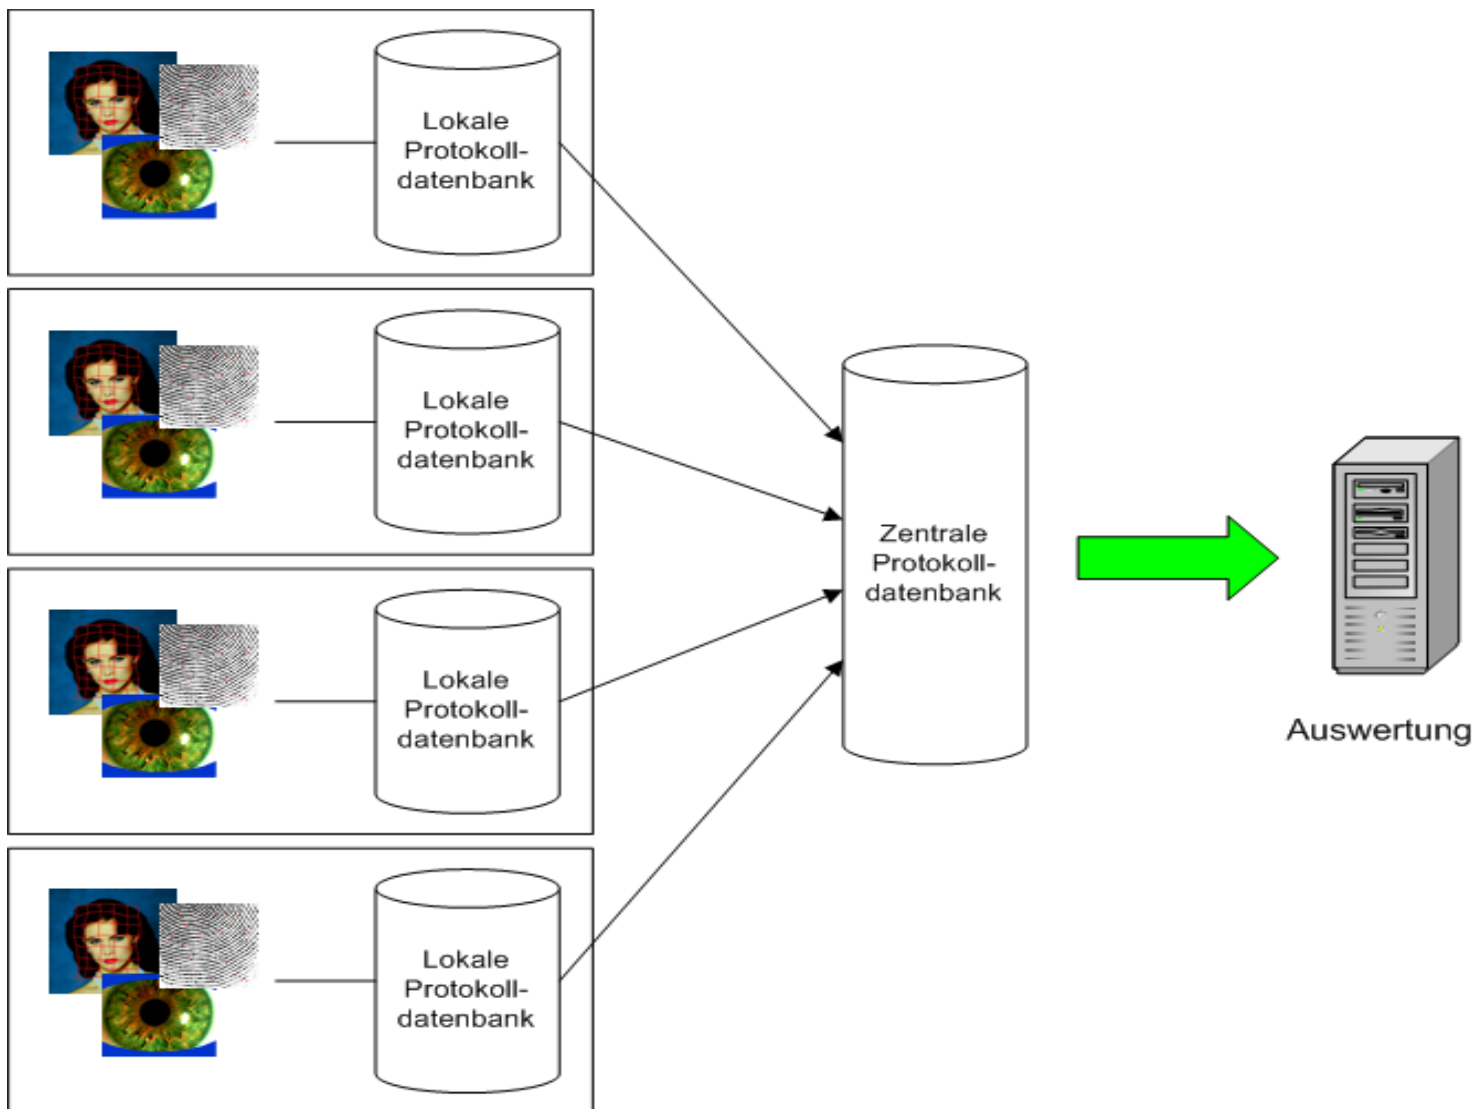 Lokale
Protokoll-
datenbank
Lokale
Protokoll-
datenbank
Lokale
Protokoll-
datenbank
Lokale
Protokoll-
datenbank
Zentrale
Protokoll-
datenbank
Auswertung